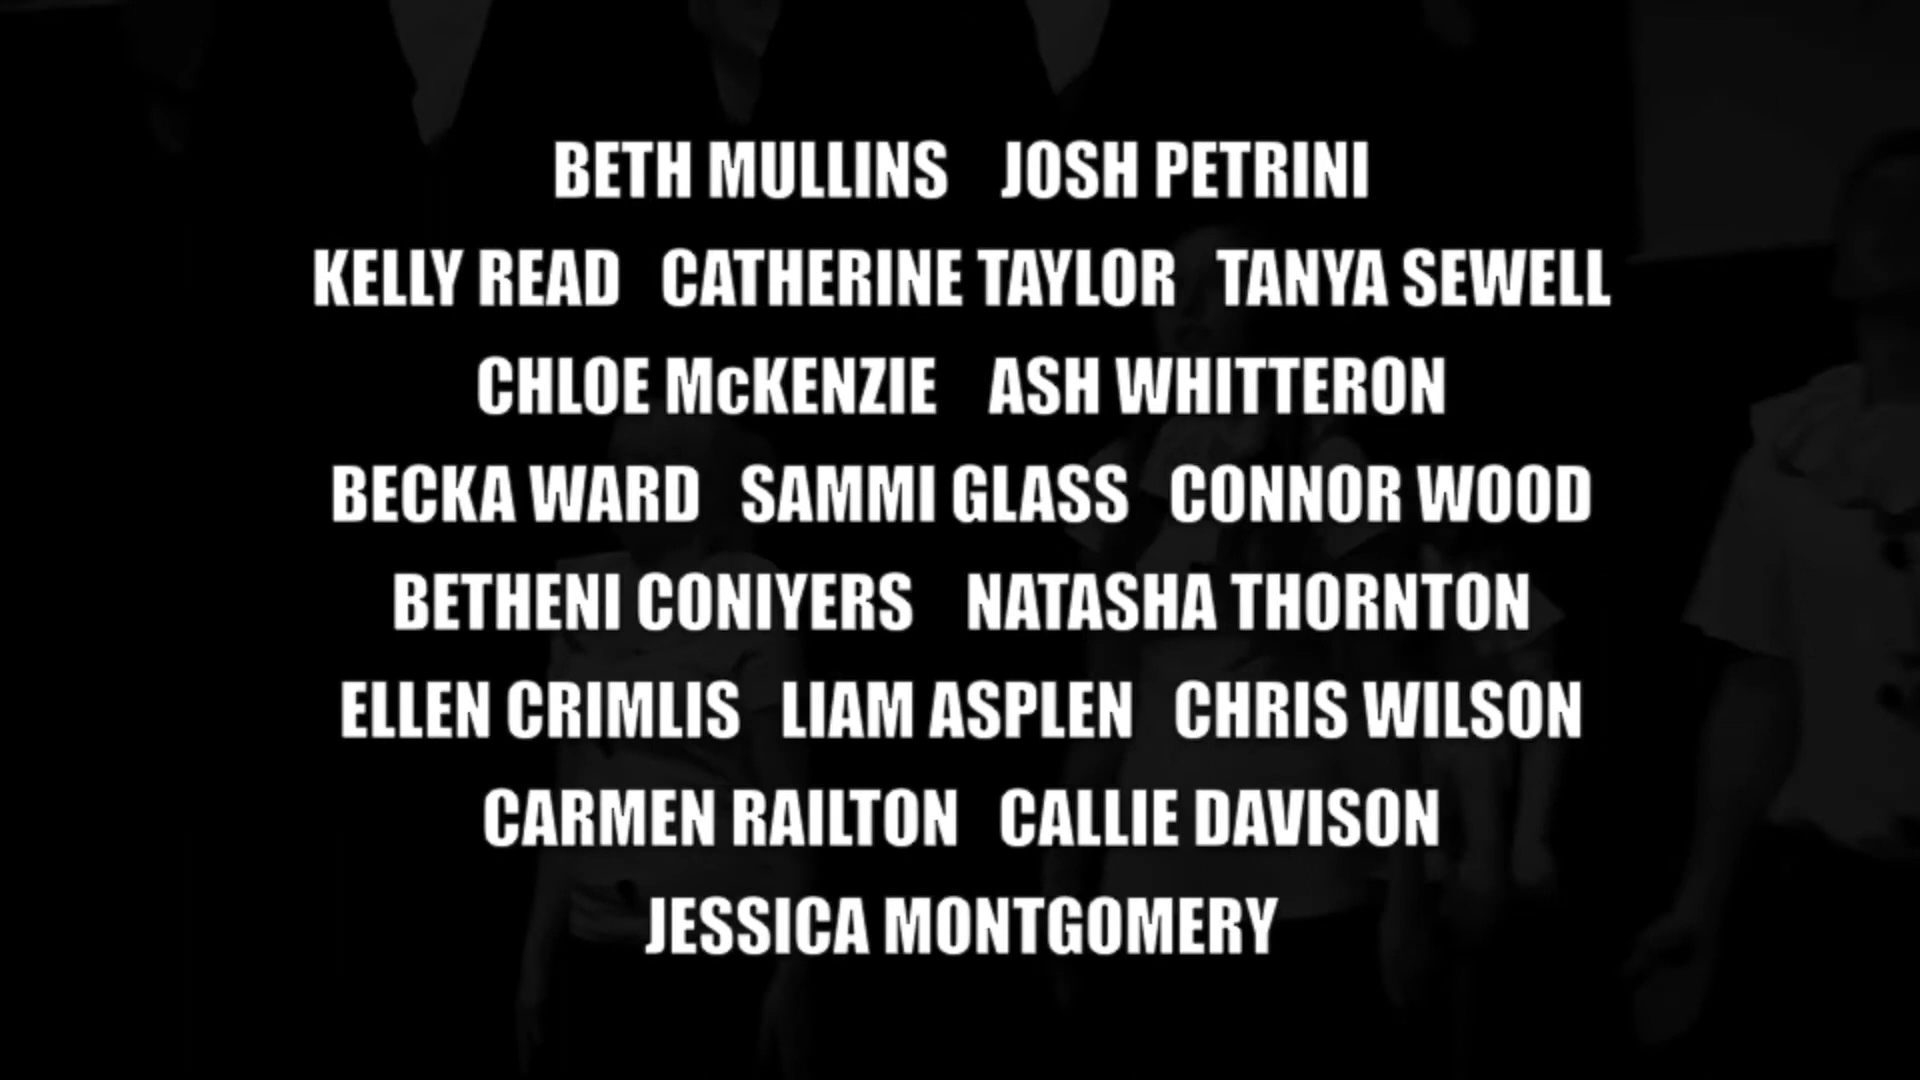 BETH MULLINS JOSH PETRINI
KELLY READ CATHERINE TAYLOR TANYA SEWELL
CHLOE McKENZIE ASH WHITTERON
BECKA WARD SAMMI GLASS CONNOR WOOD
BETHENI CONIYERS NATASHA THORNTON
ELLEN CRIMLIS LIAM ASPLEN CHRIS WILSON
CARMEN RAILTON CALLIE DAVISON
JESSICA MONTGOMERY